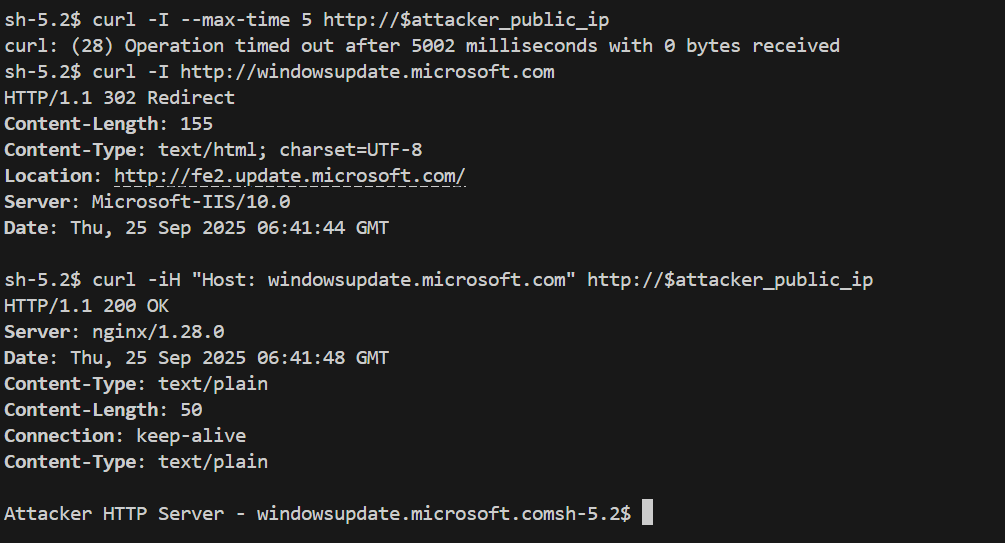 sh-5.2$ curl -I --max-time 5 http://$attacker_public_ip
curl: (28) Operation timed out after 5002 milliseconds with 0 bytes received
sh-5.2$ curl -I http://windowsupdate.microsoft.com
HTTP/1.1 302 Redirect
Content-Length: 155
Content-Type: text/html; charset=UTF-8
Location: http://fe2.update.microsoft.com/
Server: Microsoft-IIS/10.0
Date: Thu, 25 Sep 2025 06:41:44 GMT

sh-5.2$ curl -iH "Host: windowsupdate.microsoft.com" http://$attacker_public_ip
HTTP/1.1 200 OK
Server: nginx/1.28.0
Date: Thu, 25 Sep 2025 06:41:48 GMT
Content-Type: text/plain
Content-Length: 50
Connection: keep-alive
Content-Type: text/plain

Attacker HTTP Server - windowsupdate.microsoft.comsh-5.2$